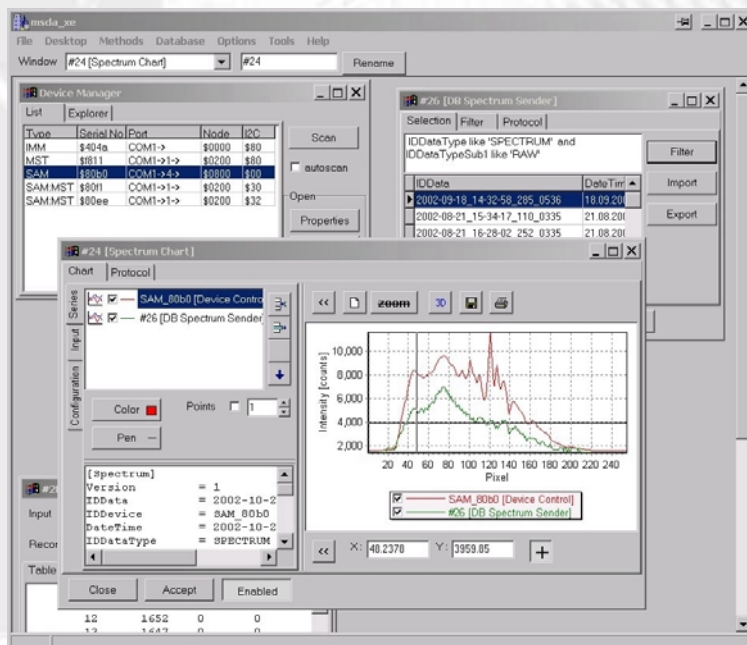 msda_xe
File Desktop Methods Database Options Tools Help
Window #24 [Spectrum Chart] #24 Rename
Device Manager
List Explorer
Type Serial No Port Node I2C
IMM $404a COM1-> $0000 $80
MST $f811 COM1->1-> $0200 $80
SAM $80b0 COM1->4-> $0800 $00
SAM:MST $80f1 COM1->1-> $0200 $30
SAM:MST $80ee COM1->1-> $0200 $32
Scan
autoscan
Open
Properties
#26 [DB Spectrum Sender]
Selection Filter Protocol
IDDataType like 'SPECTRUM' and
IDDataTypeSub1 like 'RAW'
Filter
Import
Export
IDData DateTim
2002-09-18_14-32-58_285_0536 18.09.200
2002-08-21_15-34-17_110_0335 21.08.200
2002-08-21_16-28-02_252_0335 21.08.200
#24 [Spectrum Chart]
Chart Protocol
Series
Input
Configuration
SAM_80b0 [Device Contro
#26 [DB Spectrum Sender]
Color
Points 1
Pen
[Spectrum]
Version = 1
IDData = 2002-10-2
IDDevice = SAM_80b0
DateTime = 2002-10-2
IDDataType = SPECTRUM
<< zoom 3D
Intensity [counts]
10,000
8,000
6,000
4,000
2,000
20 40 60 80 100 120 140 160 180 200 220 240
Pixel
SAM_80b0 [Device Control]
#26 [DB Spectrum Sender]
<< X: 48.2370 Y: 3959.85 +
Close Accept Enabled
Input
Recor
Table
12 1652 0 0